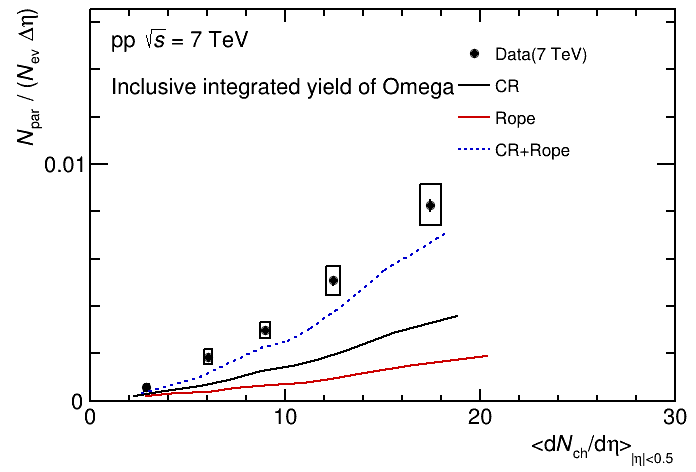 N_par / (N_ev Δη)
pp √s = 7 TeV
Inclusive integrated yield of Omega
Data(7 TeV)
CR
Rope
CR+Rope
0.01
0
0 10 20 30
<dN_ch/dη>_|η|<0.5